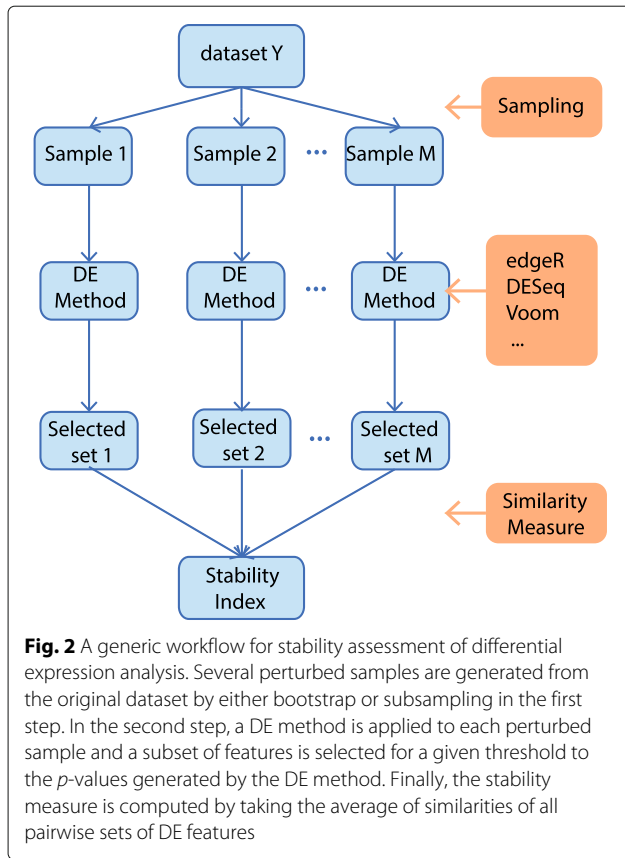 dataset Y
Sampling
Sample 1
Sample 2
...
Sample M
DE
Method
DE
Method
...
DE
Method
edgeR
DESeq
Voom
...
Selected
set 1
Selected
set 2
...
Selected
set M
Similarity
Measure
Stability
Index
Fig. 2 A generic workflow for stability assessment of differential
expression analysis. Several perturbed samples are generated from
the original dataset by either bootstrap or subsampling in the first
step. In the second step, a DE method is applied to each perturbed
sample and a subset of features is selected for a given threshold to
the p-values generated by the DE method. Finally, the stability
measure is computed by taking the average of similarities of all
pairwise sets of DE features